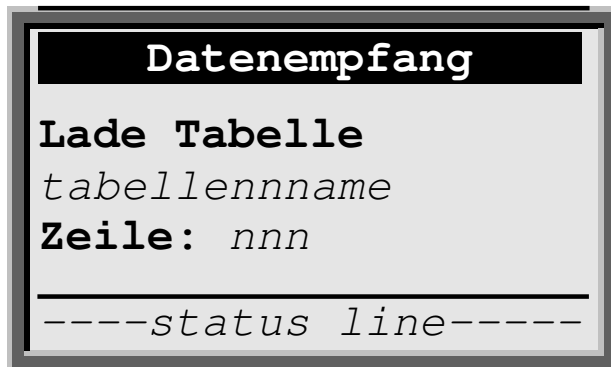 Datenempfang
Lade Tabelle
tabellennname
Zeile: nnn
----status line-----